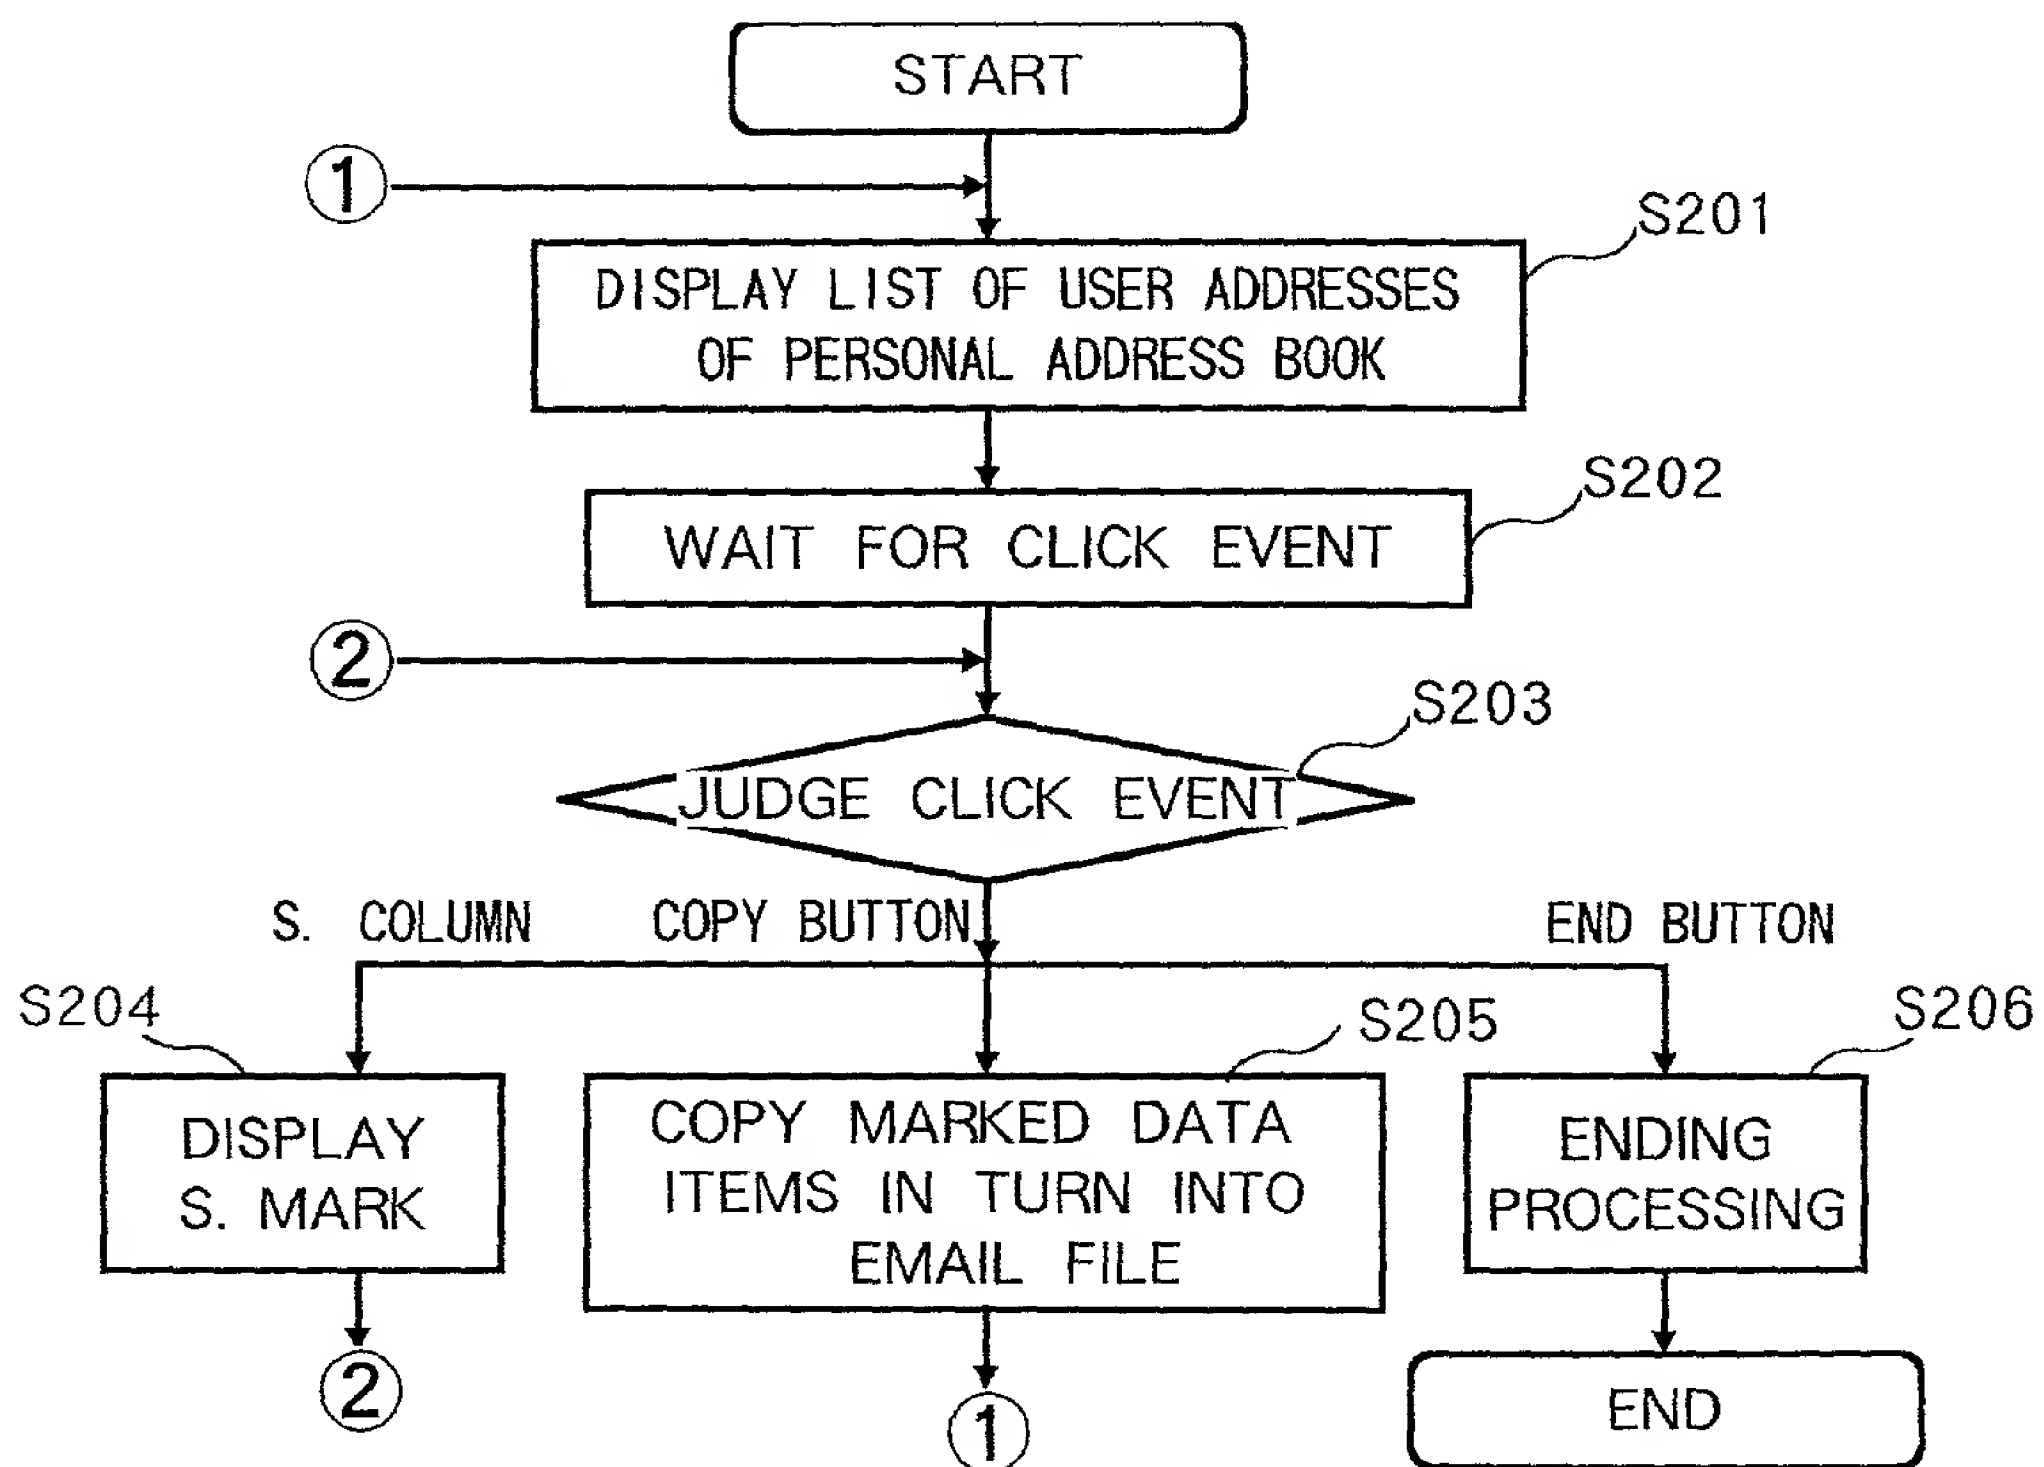 START
①
S201
DISPLAY LIST OF USER ADDRESSES
OF PERSONAL ADDRESS BOOK
S202
WAIT FOR CLICK EVENT
②
S203
JUDGE CLICK EVENT
S. COLUMN
COPY BUTTON
END BUTTON
S204
S205
S206
DISPLAY
S. MARK
COPY MARKED DATA
ITEMS IN TURN INTO
EMAIL FILE
ENDING
PROCESSING
②
①
END